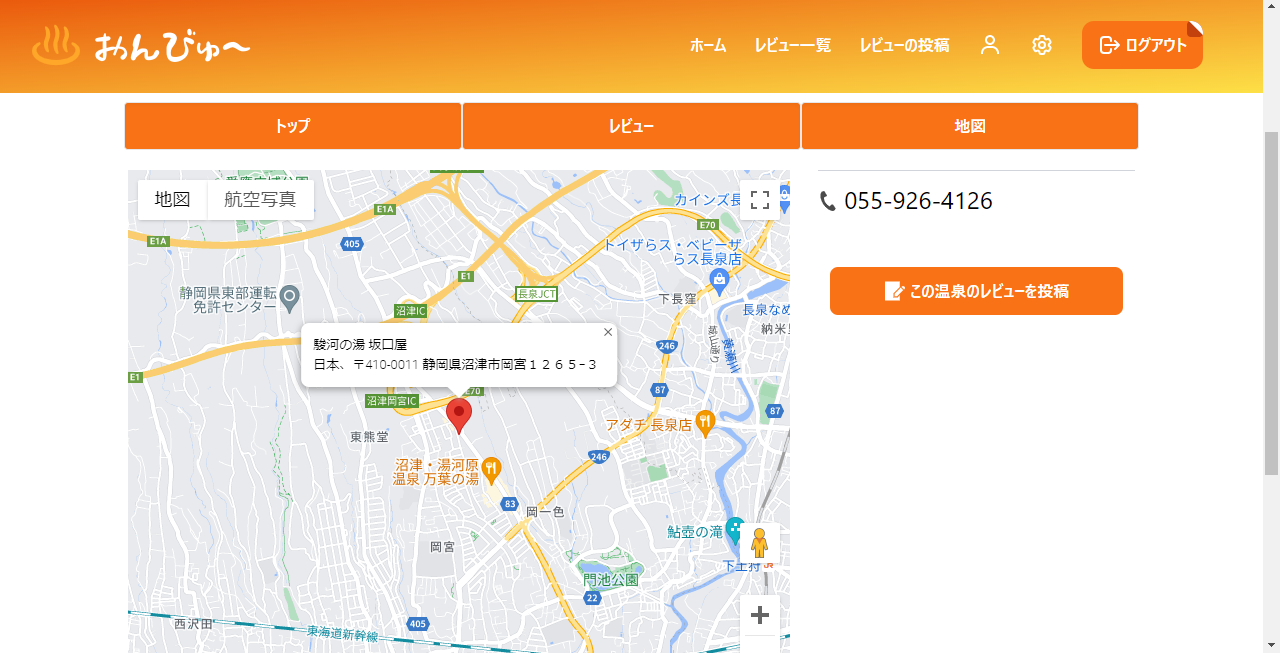 おんびゅ〜
ホーム
レビュー一覧
レビューの投稿
ログアウト
トップ
レビュー
地図
地図
航空写真
カインズ長
E1A
E1A
405
E70
トイザらス・ベビーザ
らス長泉店
E1
静岡県東部運転
免許センター
長泉JCT
下長窪
沼津IC
長泉なめ
納米里
駿河の湯 坂口屋
日本、〒410-0011 静岡県沼津市岡宮１２６５−３
246
E1
87
E70
沼津岡宮IC
87
アダチ 長泉店
東熊堂
246
沼津・湯河原
温泉 万葉の湯
83
岡一色
鮎壺の滝
岡宮
門池公園
22
西沢田
405
東海道新幹線
055-926-4126
この温泉のレビューを投稿